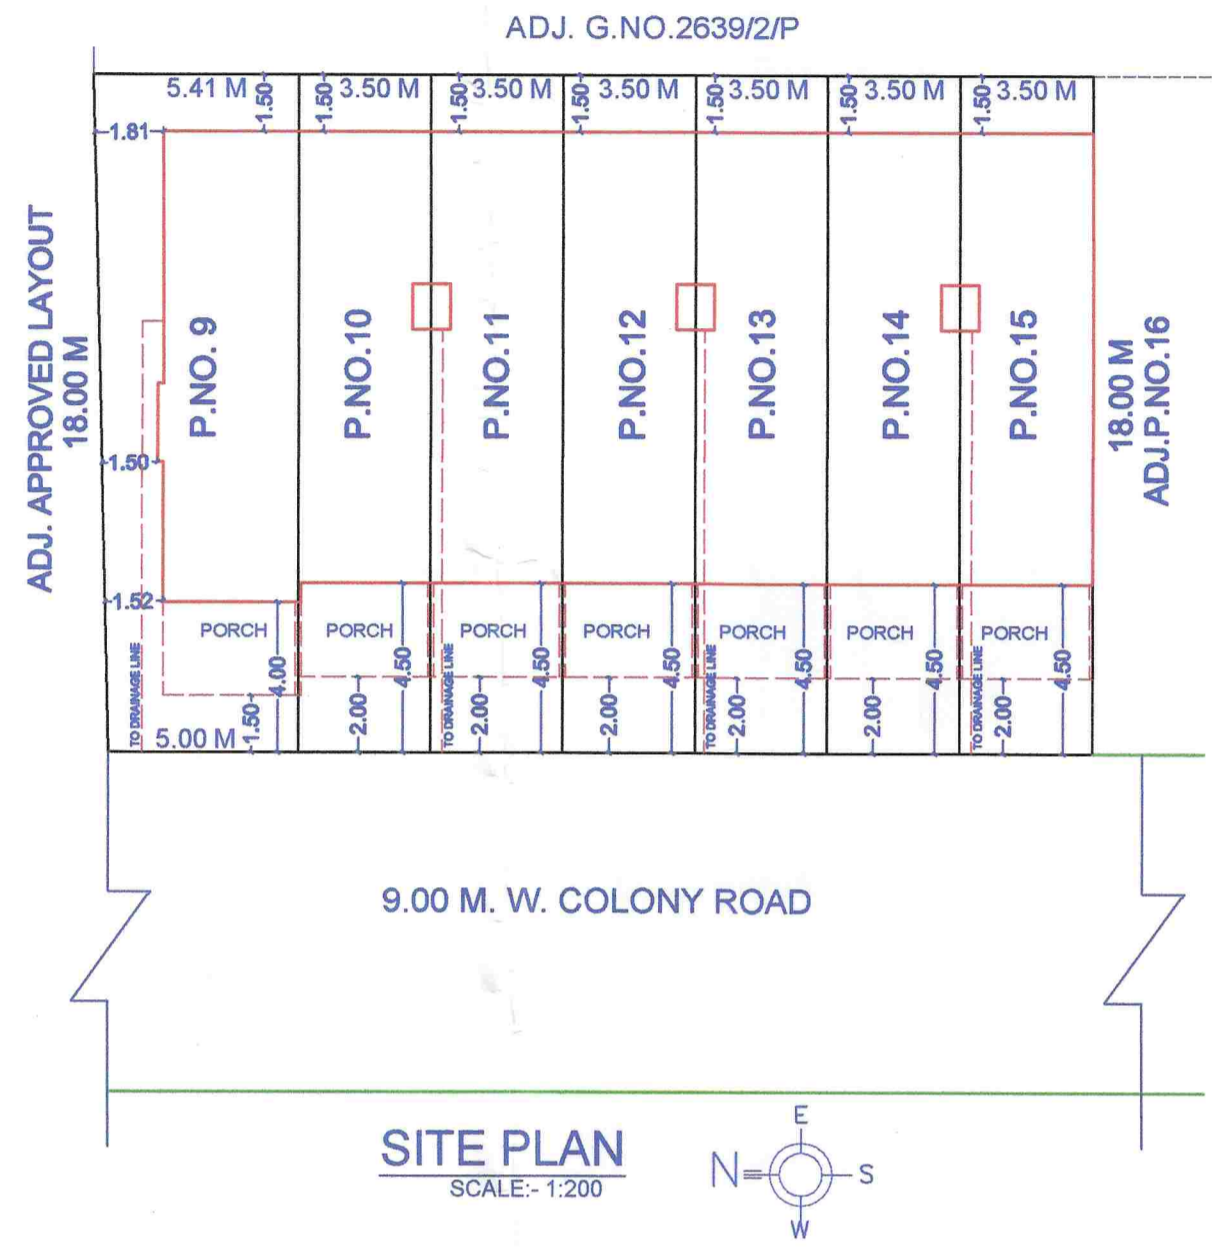 ADJ. G.NO.2639/2/P
5.41 M
1.50
1.50
3.50 M
1.50
3.50 M
1.50
3.50 M
1.50
3.50 M
1.50
3.50 M
1.50
3.50 M
1.81
ADJ. APPROVED LAYOUT
18.00 M
P.NO. 9
P.NO.10
P.NO.11
P.NO.12
P.NO.13
P.NO.14
P.NO.15
18.00 M
ADJ.P.NO.16
1.50
1.52
PORCH
PORCH
PORCH
PORCH
PORCH
PORCH
PORCH
4.00
4.50
4.50
4.50
4.50
4.50
4.50
TO DRAINAGE LINE
TO DRAINAGE LINE
TO DRAINAGE LINE
TO DRAINAGE LINE
5.00 M
1.50
2.00
2.00
2.00
2.00
2.00
2.00
9.00 M. W. COLONY ROAD
SITE PLAN
SCALE:- 1:200
E
N
S
W